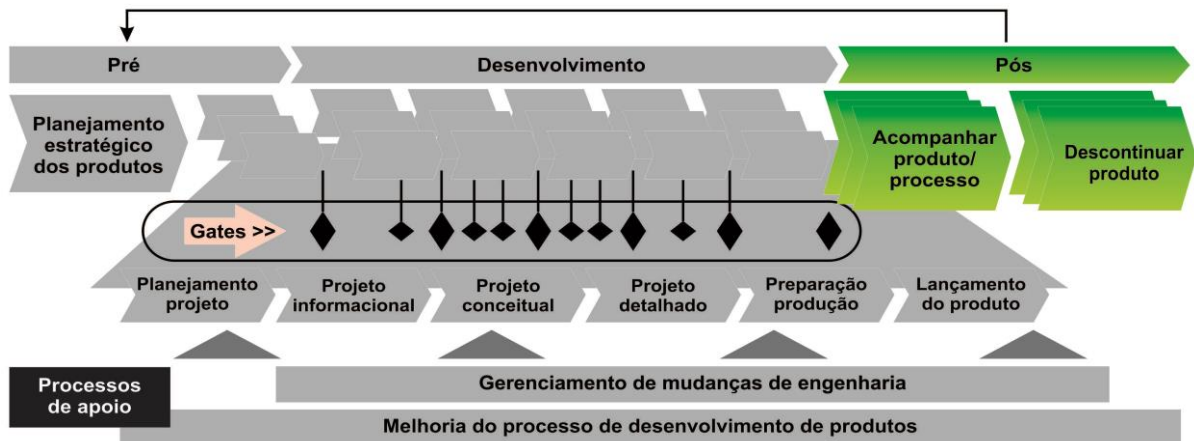 Pré
Desenvolvimento
Pós
Planejamento
estratégico
dos produtos
Acompanhar
produto/
processo
Descontinuar
produto
Gates >>
Planejamento
projeto
Projeto
informacional
Projeto
conceitual
Projeto
detalhado
Preparação
produção
Lançamento
do produto
Processos
de apoio
Gerenciamento de mudanças de engenharia
Melhoria do processo de desenvolvimento de produtos